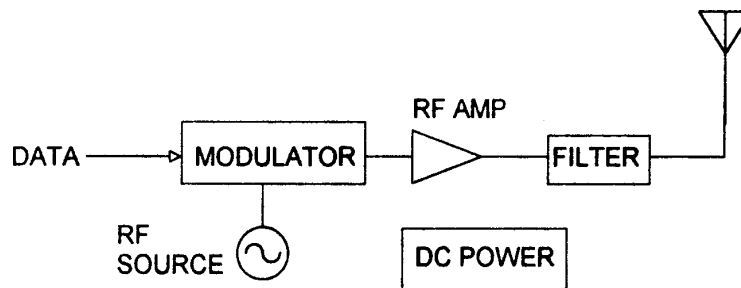 RF AMP
DATA
MODULATOR
FILTER
RF
SOURCE
DC POWER